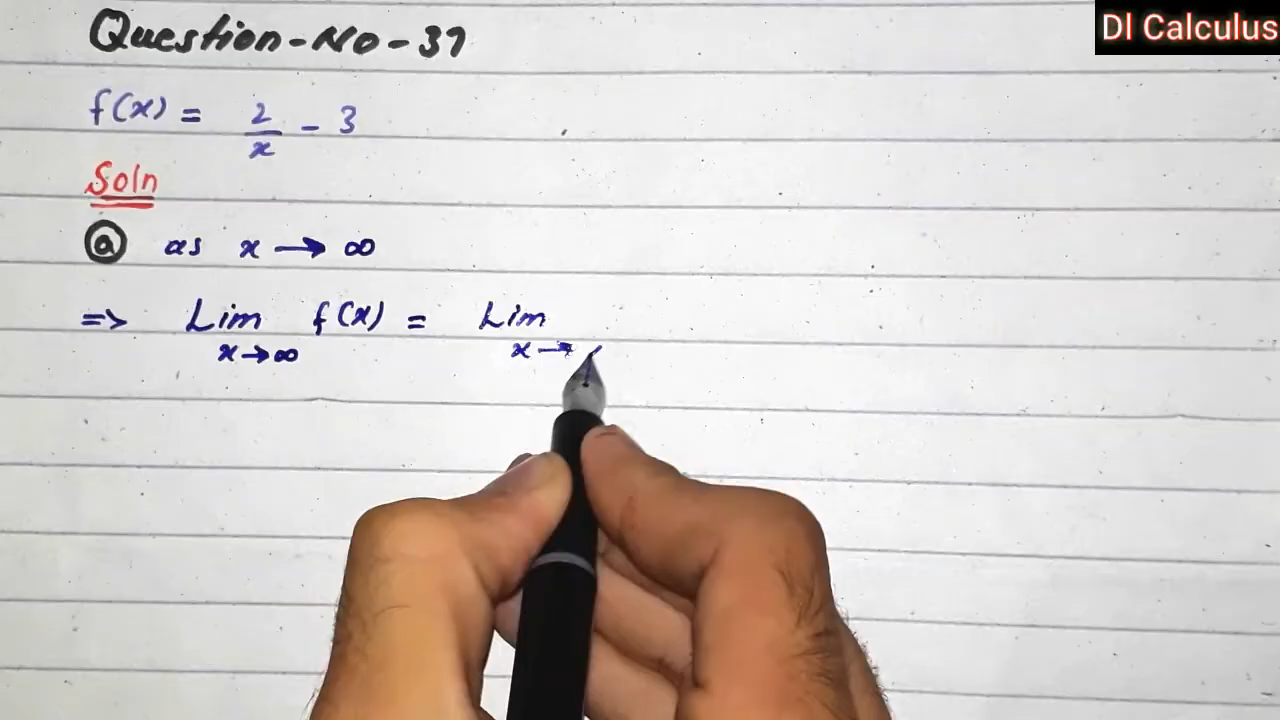 DI Calculus
Question-No-37
f(x) = 2/x - 3
Soln
(a) as x → ∞
=> Lim x→∞ f(x) = Lim x→